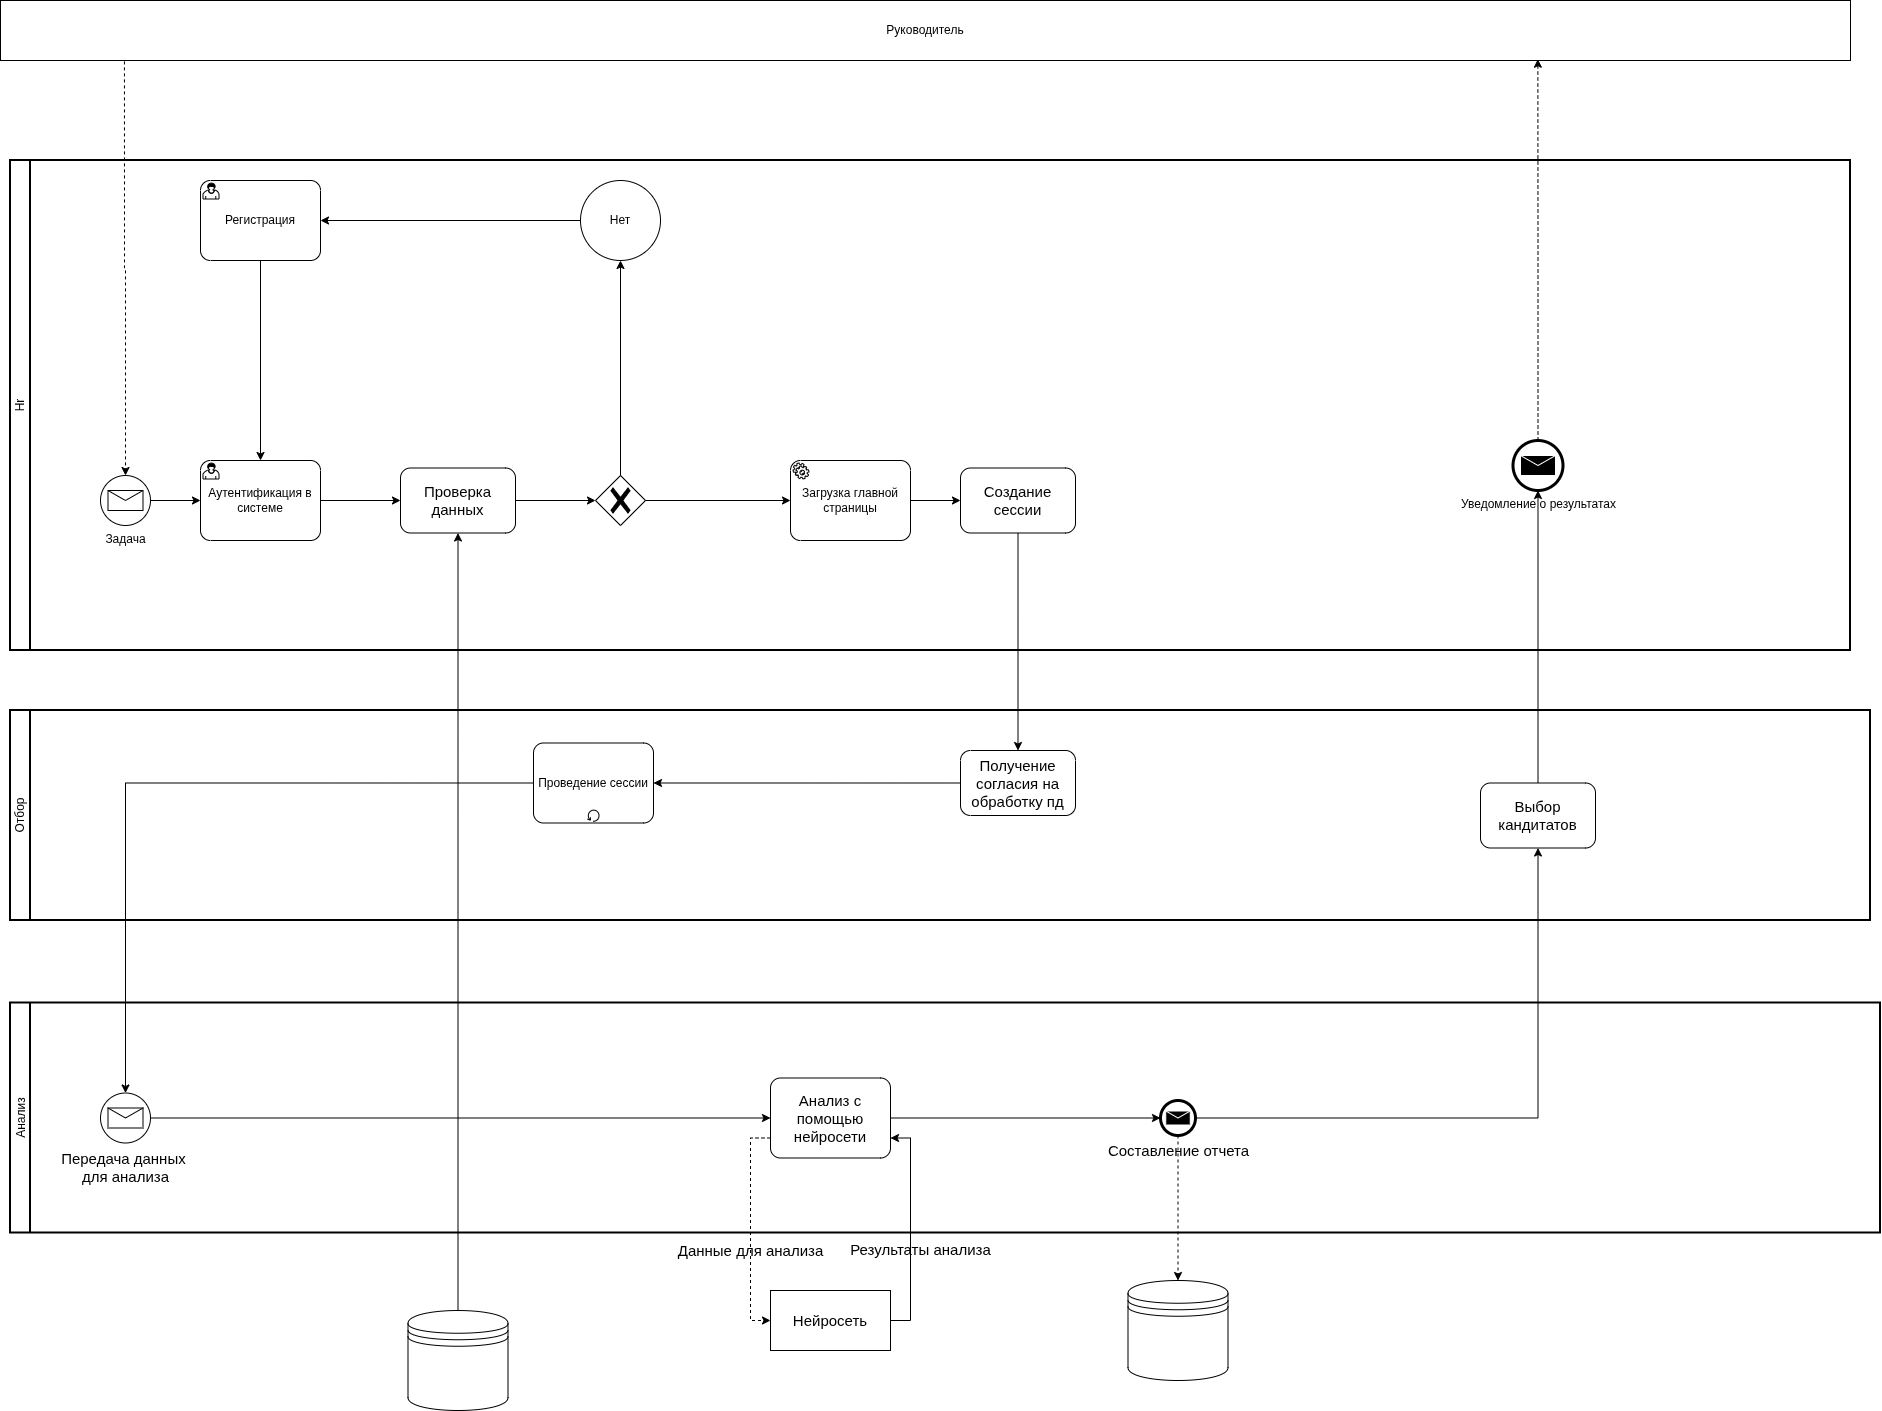 Руководитель
Hr
Регистрация
Нет
Задача
Аутентификация в
системе
Проверка
данных
Загрузка главной
страницы
Создание
сессии
Уведомление о результатах
Отбор
Проведение сессии
Получение
согласия на
обработку пд
Выбор
кандитатов
Анализ
Передача данных
для анализа
Анализ с
помощью
нейросети
Составление отчета
Данные для анализа
Результаты анализа
Нейросеть